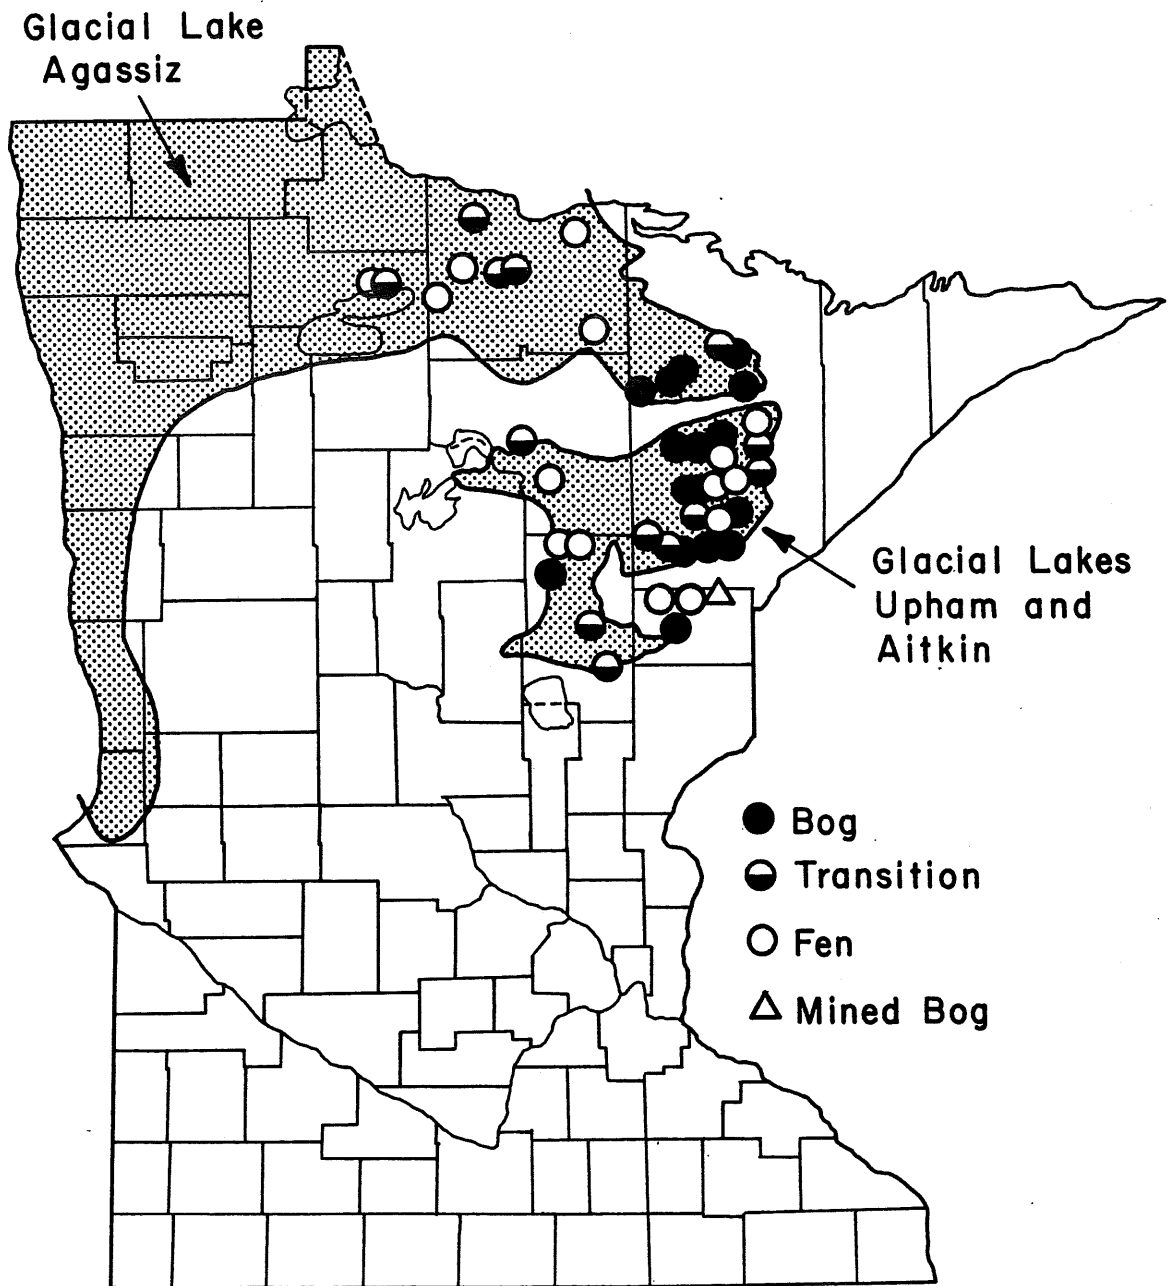 Glacial Lake
Agassiz
Glacial Lakes
Upham and
Aitkin
Bog
Transition
Fen
Mined Bog